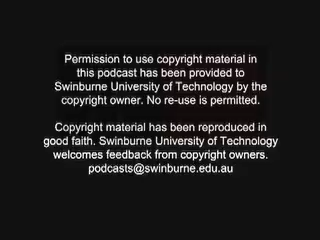 Permission to use copyright material in
this podcast has been provided to
Swinburne University of Technology by the
copyright owner. No re-use is permitted.
Copyright material has been reproduced in
good faith. Swinburne University of Technology
welcomes feedback from copyright owners.
podcasts@swinburne.edu.au